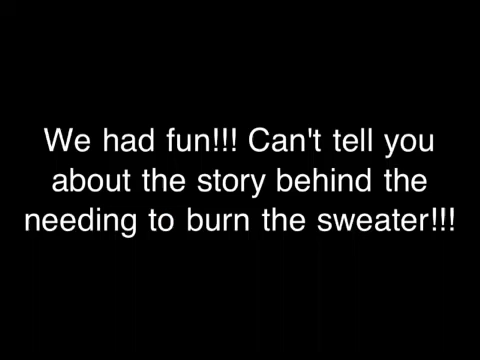 We had fun!!! Can't tell you
about the story behind the
needing to burn the sweater!!!